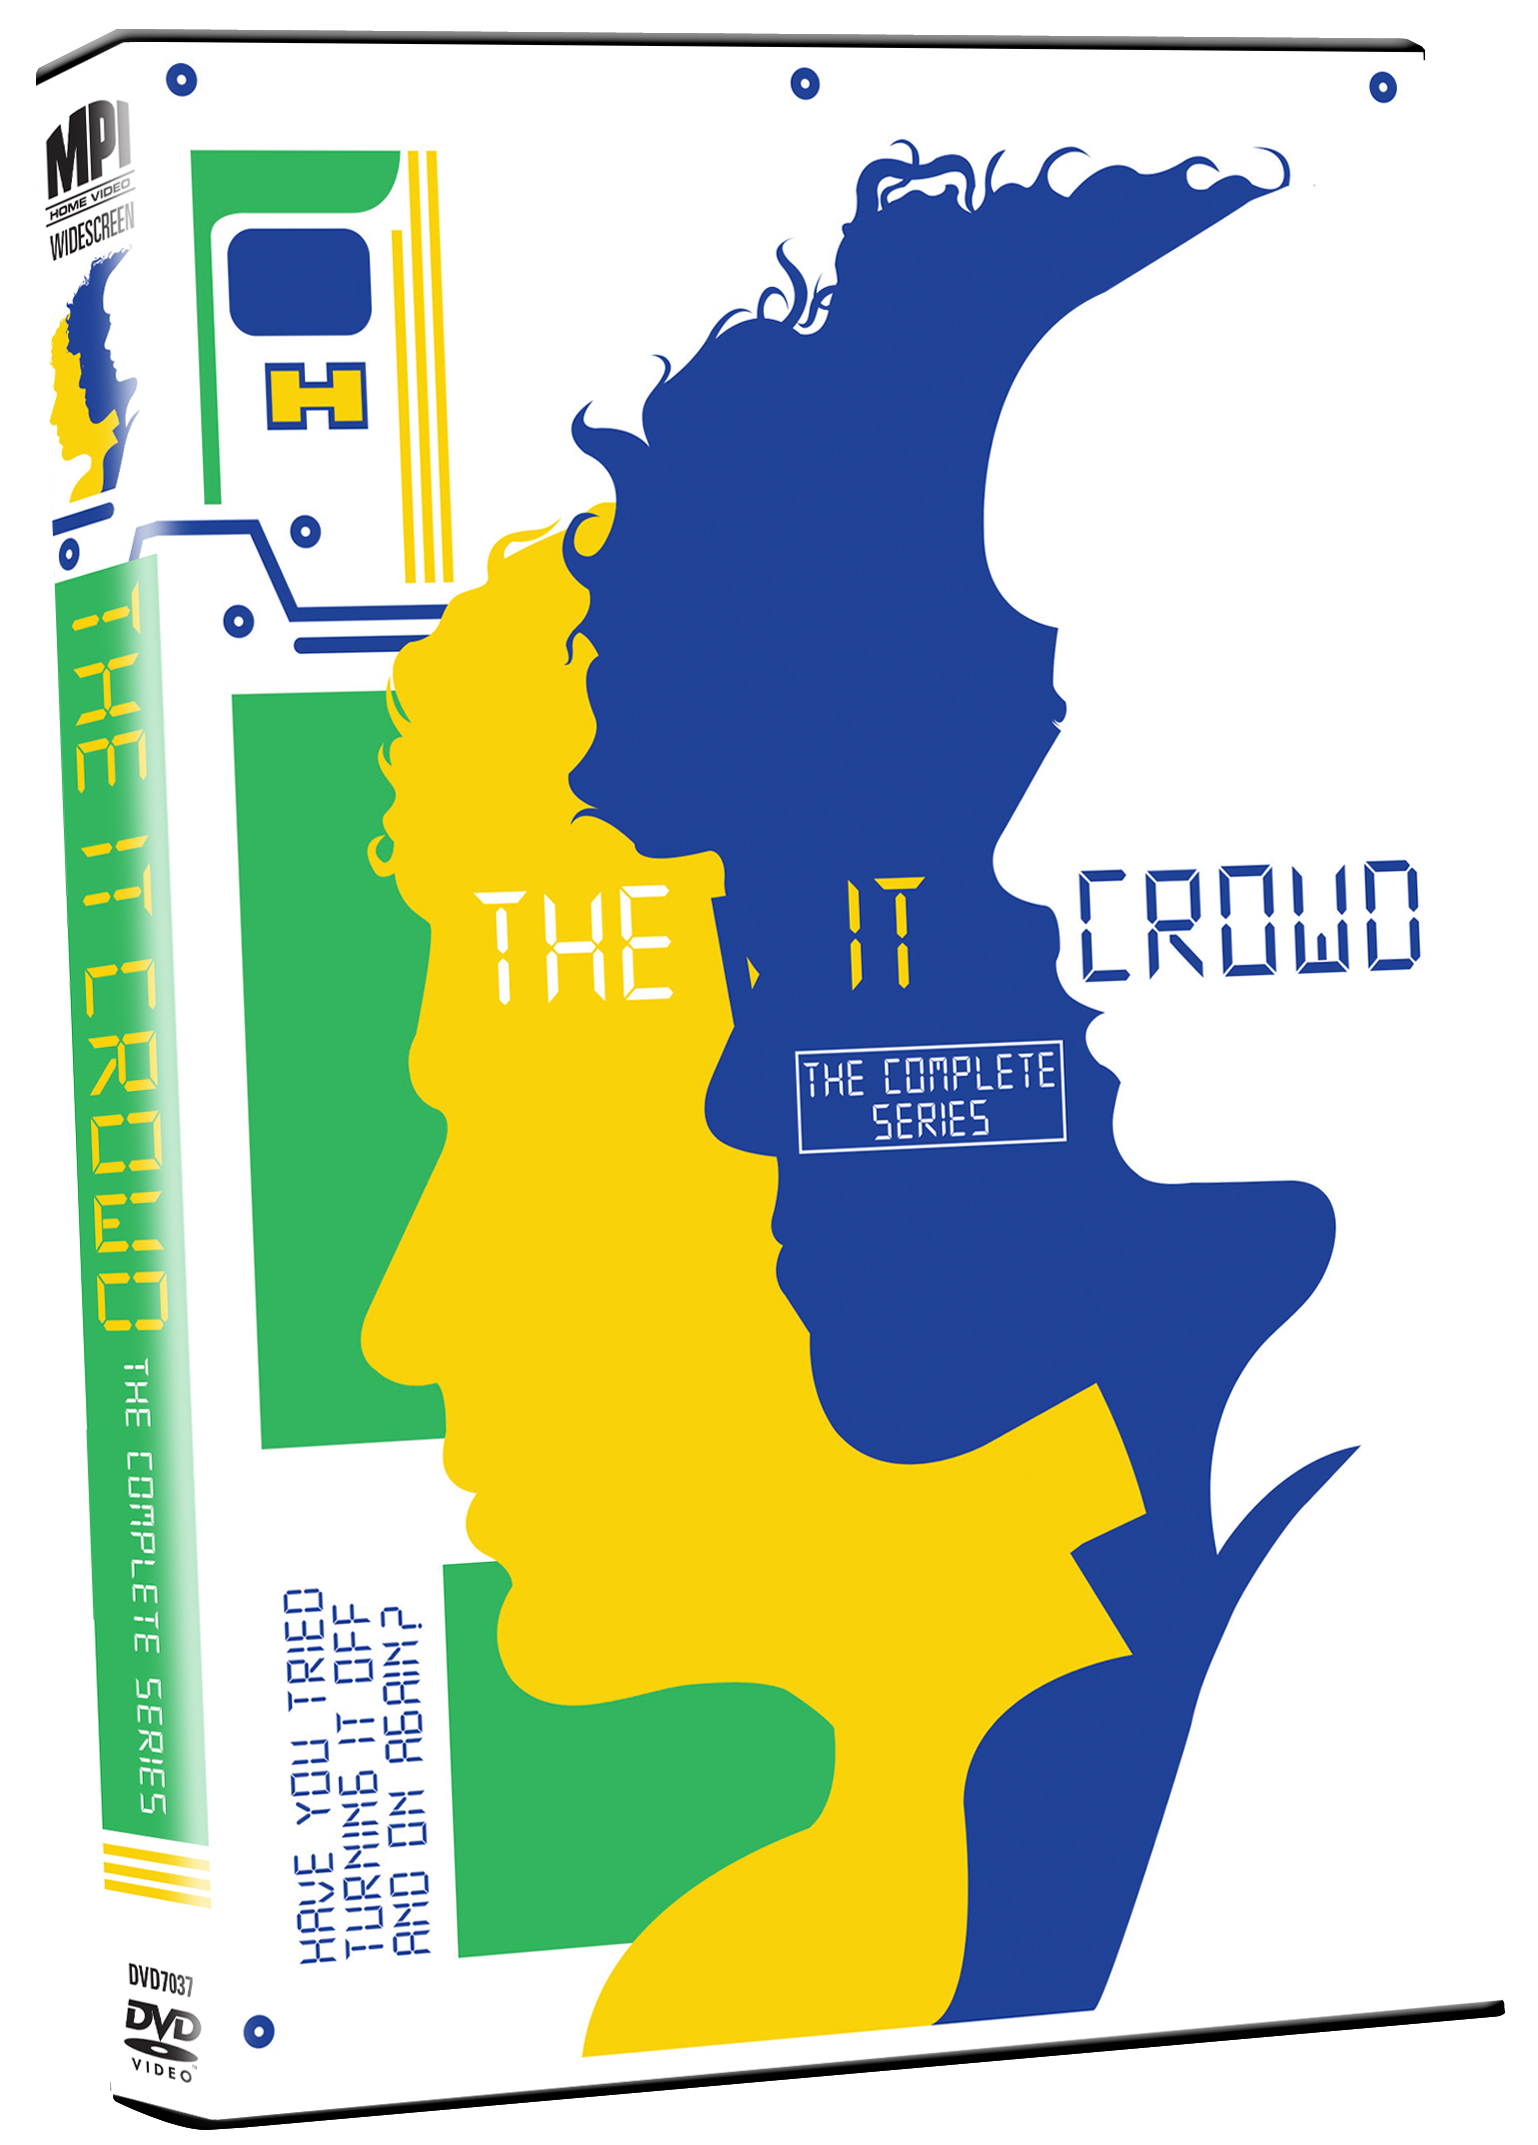 MPI
HOME VIDEO
WIDESCREEN
THE IT CROWD
THE COMPLETE SERIES
DVD7037
DVD
VIDEO
H
THE IT CROWD
THE COMPLETE
SERIES
HAVE YOU TRIED
TURNING IT OFF
AND ON AGAIN?